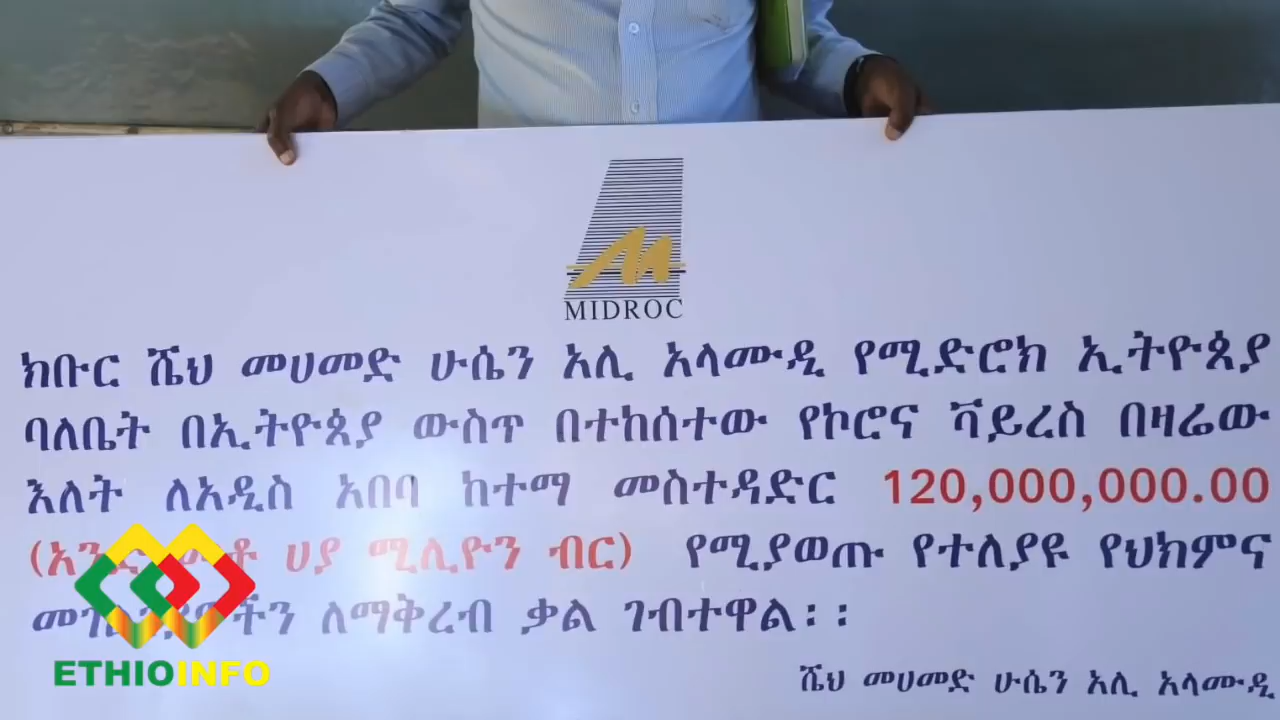 MIDROC
ክቡር ሼህ መሀመድ ሁሴን አሊ አላሙዲ የሚድሮክ ኢትዮጵያ
ባለቤት በኢትዮጵያ ውስጥ በተከሰተው የኮሮና ቫይረስ በዛሬው
እለት ለአዲስ አበባ ከተማ መስተዳድር 120,000,000.00
ሀያ ሚሊዮን ብር) የሚያወጡ የተለያዩ የህክምና
ለማቅረብ ቃል ገብተዋል፡፡
ሼህ መሀመድ ሁሴን አሊ አላሙዲ
ETHIOINFO